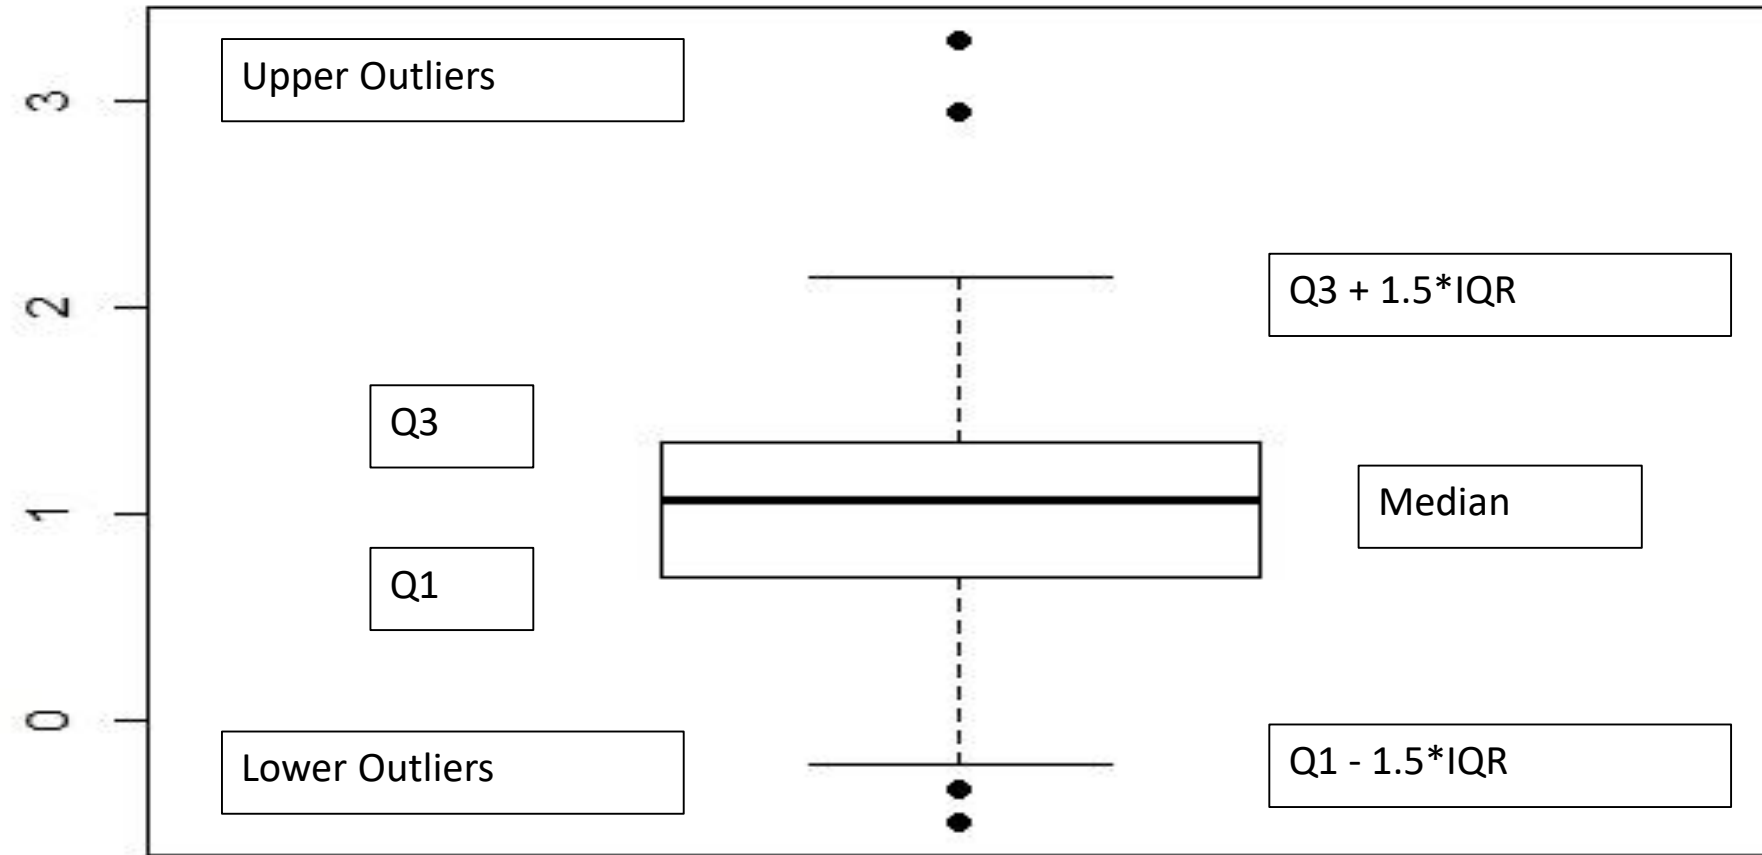 Upper Outliers
3
Q3 + 1.5*IQR
2
Q3
Median
1
Q1
0
Lower Outliers
Q1 - 1.5*IQR